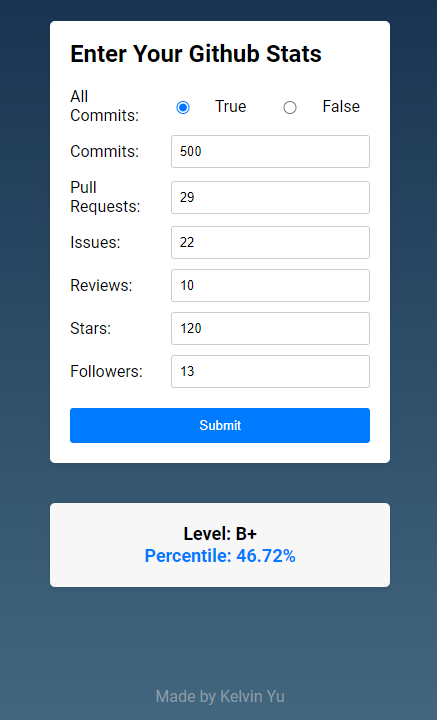 Enter Your Github Stats
All
Commits:
True
False
Commits:
500
Pull
Requests:
29
Issues:
22
Reviews:
10
Stars:
120
Followers:
13
Submit
Level: B+
Percentile: 46.72%
Made by Kelvin Yu